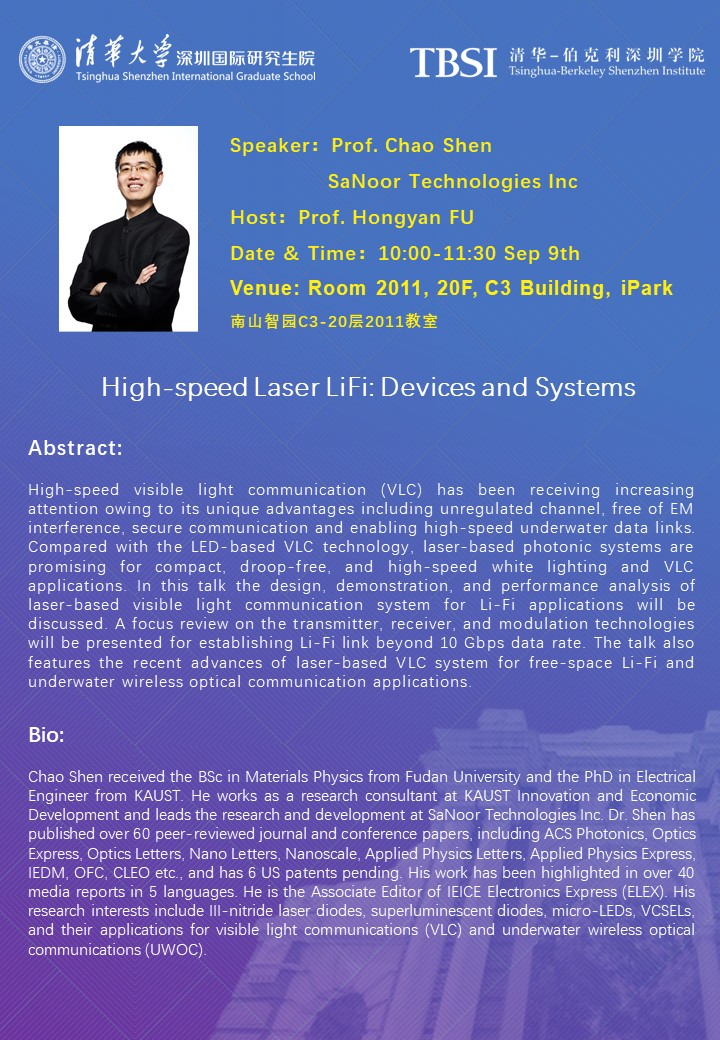 清华大学深圳国际研究生院
Tsinghua Shenzhen International Graduate School
TBSI 清华-伯克利深圳学院
Tsinghua-Berkeley Shenzhen Institute
Speaker：Prof. Chao Shen
SaNoor Technologies Inc
Host：Prof. Hongyan FU
Date & Time：10:00-11:30 Sep 9th
Venue: Room 2011, 20F, C3 Building, iPark
南山智园C3-20层2011教室
High-speed Laser LiFi: Devices and Systems
Abstract:
High-speed visible light communication (VLC) has been receiving increasing
attention owing to its unique advantages including unregulated channel, free of EM
interference, secure communication and enabling high-speed underwater data links.
Compared with the LED-based VLC technology, laser-based photonic systems are
promising for compact, droop-free, and high-speed white lighting and VLC
applications. In this talk the design, demonstration, and performance analysis of
laser-based visible light communication system for Li-Fi applications will be
discussed. A focus review on the transmitter, receiver, and modulation technologies
will be presented for establishing Li-Fi link beyond 10 Gbps data rate. The talk also
features the recent advances of laser-based VLC system for free-space Li-Fi and
underwater wireless optical communication applications.
Bio:
Chao Shen received the BSc in Materials Physics from Fudan University and the PhD in Electrical
Engineer from KAUST. He works as a research consultant at KAUST Innovation and Economic
Development and leads the research and development at SaNoor Technologies Inc. Dr. Shen has
published over 60 peer-reviewed journal and conference papers, including ACS Photonics, Optics
Express, Optics Letters, Nano Letters, Nanoscale, Applied Physics Letters, Applied Physics Express,
IEDM, OFC, CLEO etc., and has 6 US patents pending. His work has been highlighted in over 40
media reports in 5 languages. He is the Associate Editor of IEICE Electronics Express (ELEX). His
research interests include III-nitride laser diodes, superluminescent diodes, micro-LEDs, VCSELs,
and their applications for visible light communications (VLC) and underwater wireless optical
communications (UWOC).